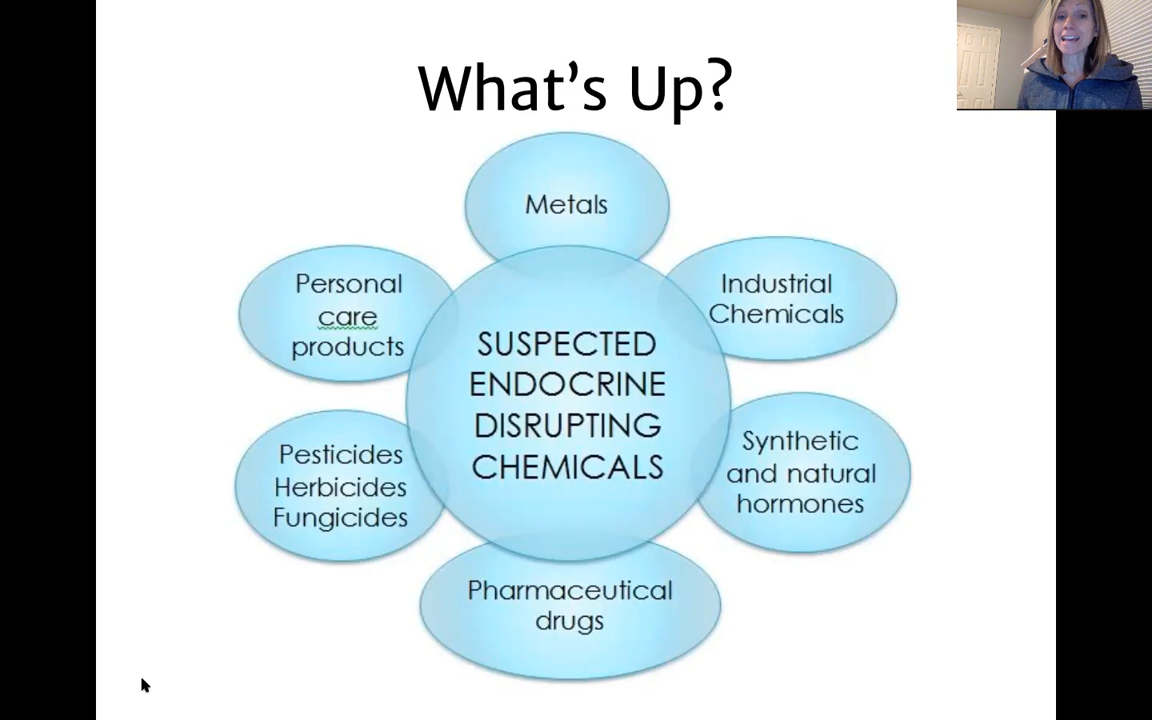 What's Up?
Metals
Industrial
Chemicals
Synthetic
and natural
hormones
Pharmaceutical
drugs
Pesticides
Herbicides
Fungicides
Personal
care
products
SUSPECTED
ENDOCRINE
DISRUPTING
CHEMICALS